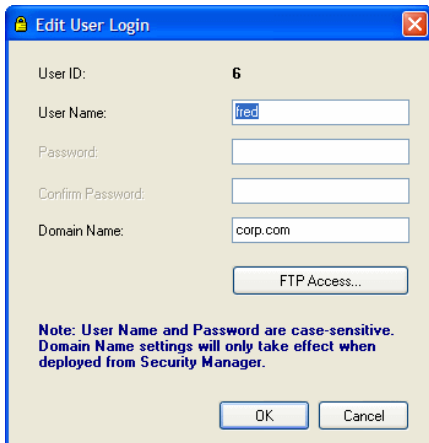 Edit User Login
User ID: 6
User Name: fred
Password:
Confirm Password:
Domain Name: corp.com
FTP Access...
Note: User Name and Password are case-sensitive.
Domain Name settings will only take effect when
deployed from Security Manager.
OK Cancel